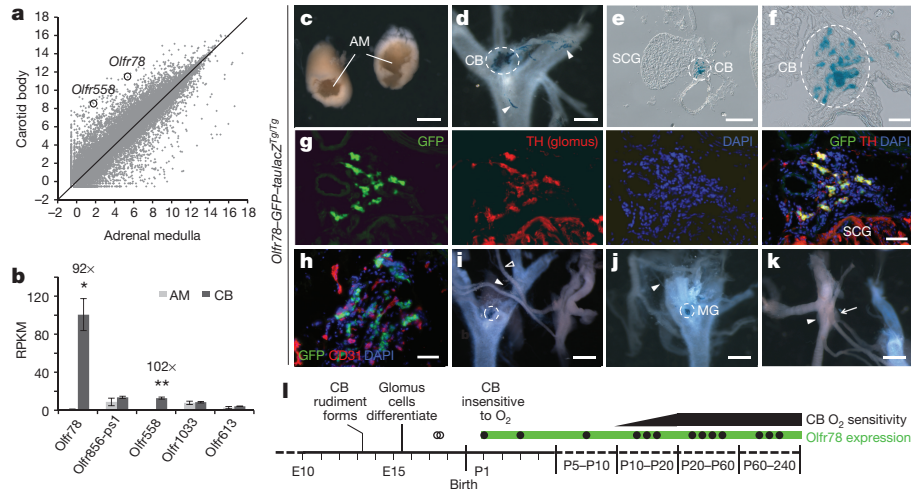 a
Carotid body
18
16
14
12
10
8
6
4
2
0
−2
Olfr78
Olfr558
−2 0 2 4 6 8 10 12 14 16 18
Adrenal medulla
b
RPKM
120
80
40
0
92×
*
102×
**
AM CB
Olfr78
Olfr856-ps1
Olfr558
Olfr1033
Olfr613
Olfr78–GFP–taulacZTg/Tg
c
AM
d
CB
e
SCG
CB
f
CB
g
GFP
TH (glomus)
DAPI
GFP TH DAPI
SCG
h
GFP CD31 DAPI
i
j
MG
k
l
CB
rudiment
forms
Glomus
cells
differentiate
CB
insensitive
to O2
CB O2 sensitivity
Olfr78 expression
E10
E15
P1
Birth
P5–P10
P10–P20
P20–P60
P60–240